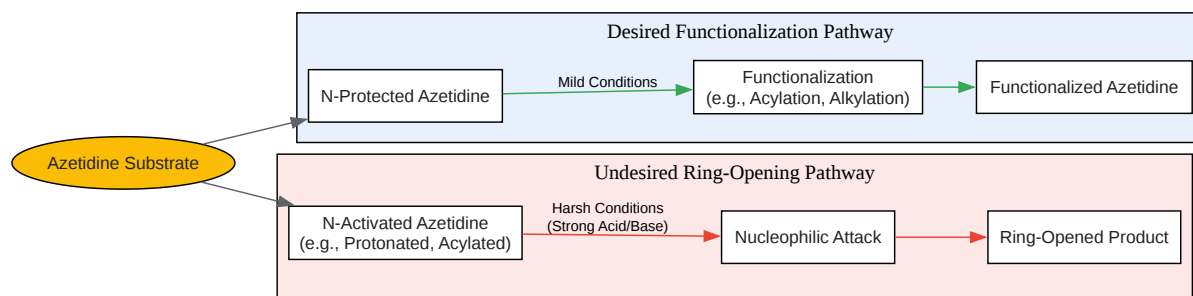 Desired Functionalization Pathway
N-Protected Azetidine
Mild Conditions
Functionalization
(e.g., Acylation, Alkylation)
Functionalized Azetidine
Azetidine Substrate
Undesired Ring-Opening Pathway
N-Activated Azetidine
(e.g., Protonated, Acylated)
Harsh Conditions
(Strong Acid/Base)
Nucleophilic Attack
Ring-Opened Product